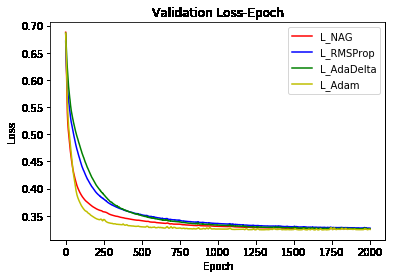 Validation Loss-Epoch
0.70
0.65
0.60
0.55
0.50
0.45
0.40
0.35
Loss
L_NAG
L_RMSProp
L_AdaDelta
L_Adam
0 250 500 750 1000 1250 1500 1750 2000
Epoch